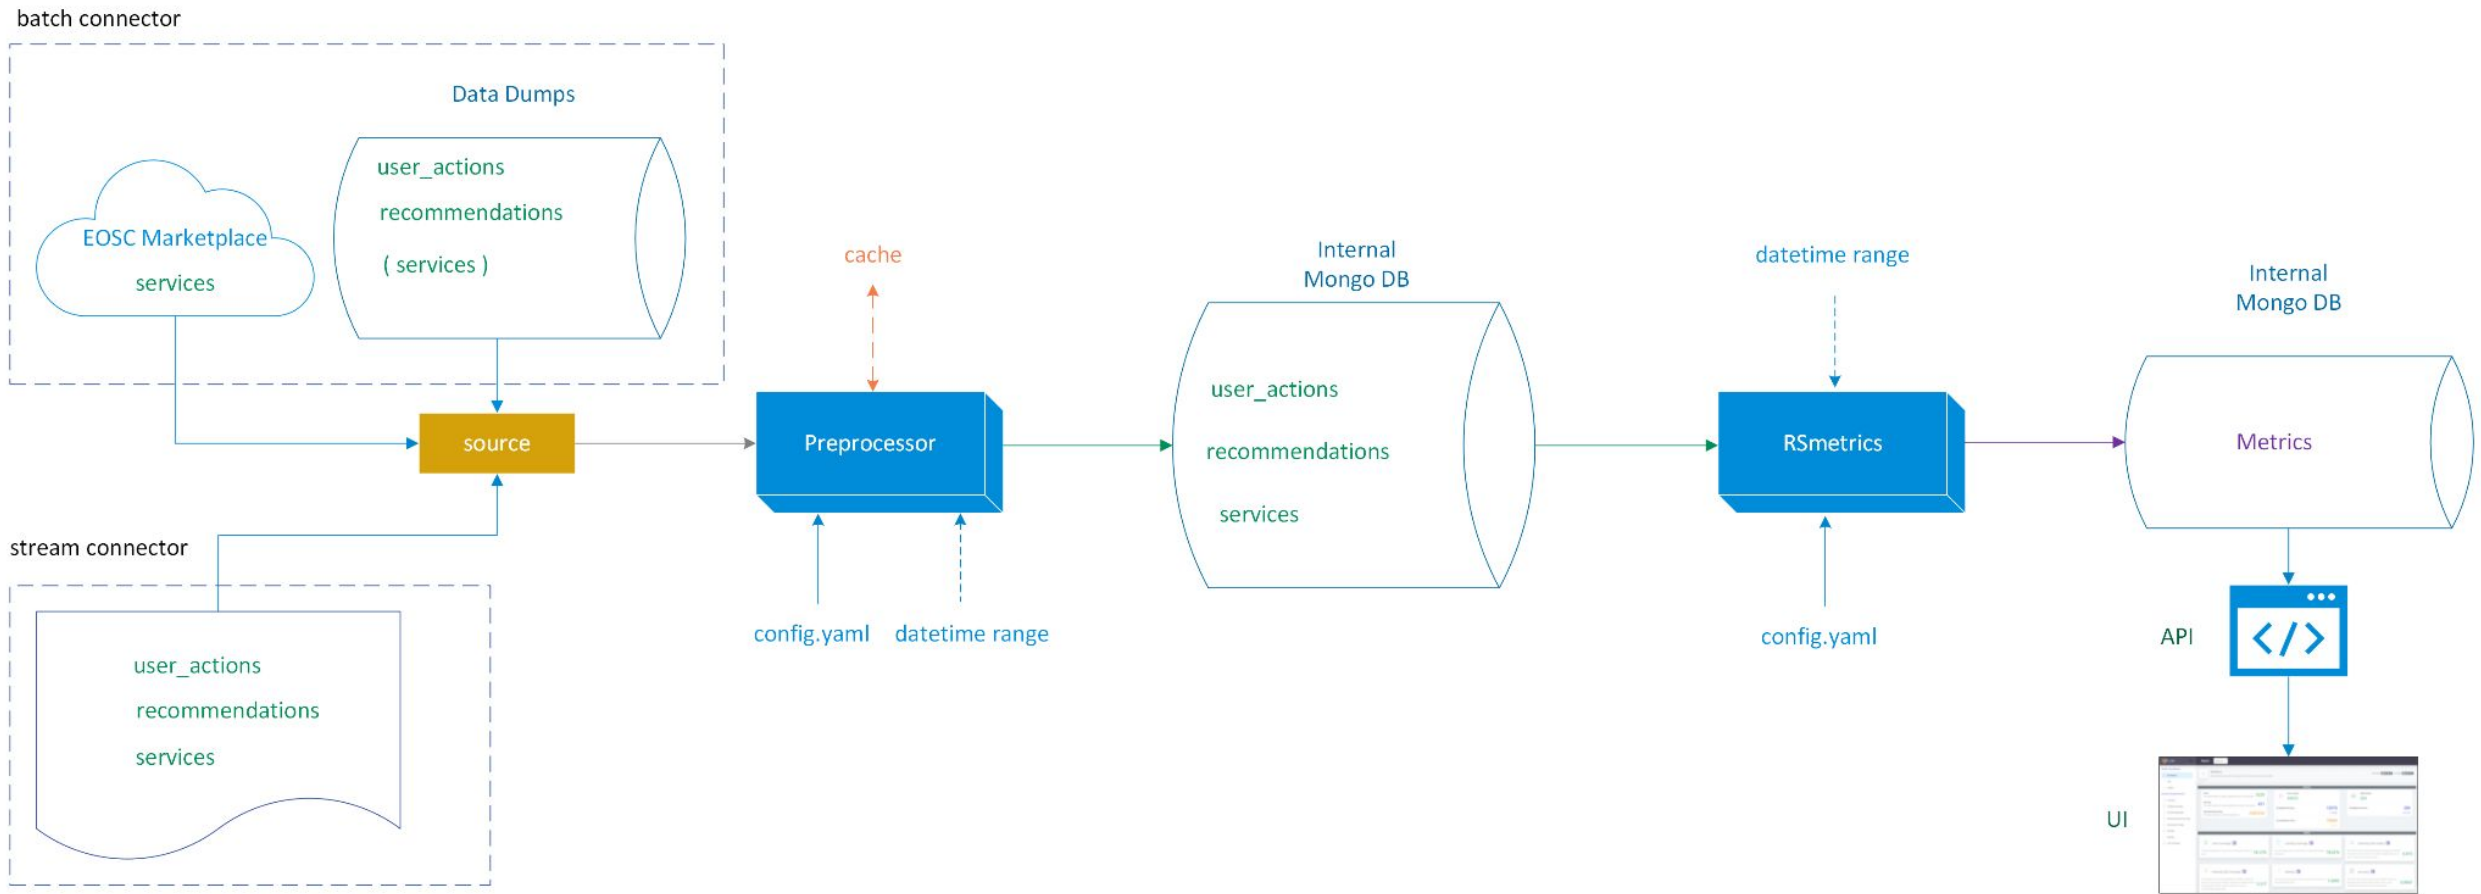 batch connector
Data Dumps
user_actions
recommendations
( services )
EOSC Marketplace
services
source
stream connector
user_actions
recommendations
services
cache
Preprocessor
config.yaml
datetime range
Internal
Mongo DB
user_actions
recommendations
services
datetime range
RSmetrics
config.yaml
Internal
Mongo DB
Metrics
API
</>
UI